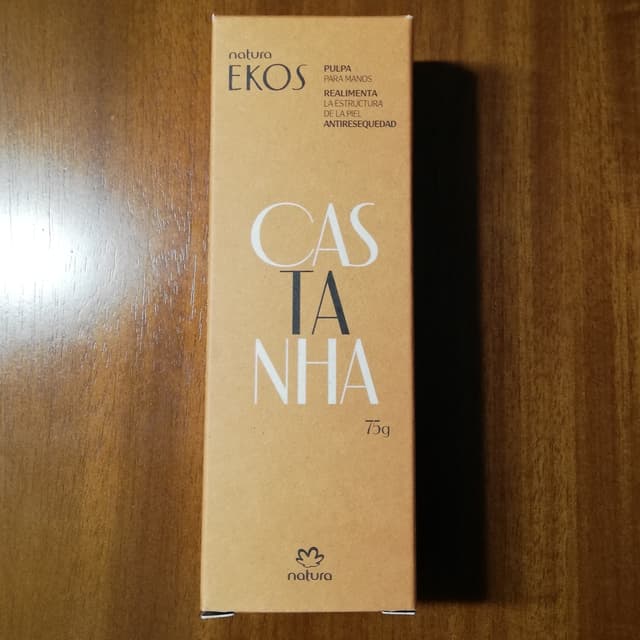 natura
EKOS
PULPA
PARA MANOS
REALIMENTA
LA ESTRUCTURA
DE LA PIEL
ANTIRESEQUEDAD
CAS
TA
NHA
75g
natura